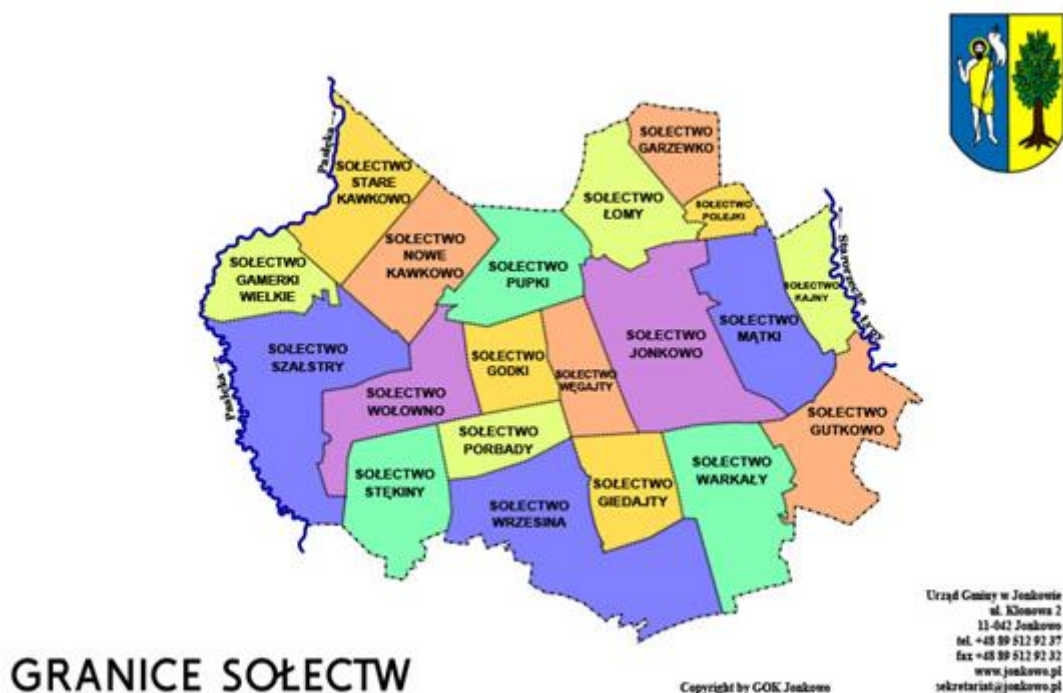 SOŁECTWO
GARZEWKO
SOŁECTWO
STARE
KAWKOWO
Pasłęka
SOŁECTWO
ŁOMY
SOŁECTWO
POLEJKI
SOŁECTWO
NOWE
KAWKOWO
SOŁECTWO
PUPKI
SOŁECTWO
GAMERKI
WIELKIE
SOŁECTWO
KAJNY
SOŁECTWO
MĄTKI
SOŁECTWO
JONKOWO
SOŁECTWO
SZAŁSTRY
SOŁECTWO
GODKI
SOŁECTWO
WĘGAJTY
SOŁECTWO
WOŁOWNO
Pasłęka
SOŁECTWO
GUTKOWO
SOŁECTWO
PORBADY
SOŁECTWO
WARKAŁY
SOŁECTWO
STĘKINY
SOŁECTWO
GIEDAJTY
SOŁECTWO
WRZESINA
Urząd Gminy w Jonkowie
ul. Klonowa 2
11-042 Jonkowo
tel. +48 89 512 92 37
fax +48 89 512 92 32
www.jonkowo.pl
sekretariat@jonkowo.pl
GRANICE SOŁECTW
Copyright by GOK Jonkowo